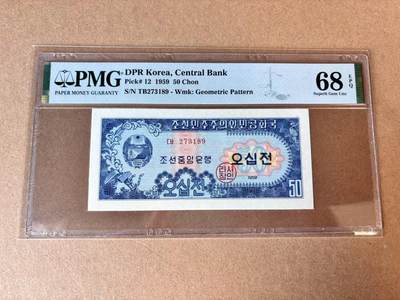 PMG
PAPER MONEY GUARANTY
DPR Korea, Central Bank
Pick# 12 1959 50 Chon
S/N TB273189 - Wmk: Geometric Pattern
68 EPQ
Superb Gem Unc
조선민주주의인민공화국
273189
조선중앙은행
오십전
오십전
1959
50